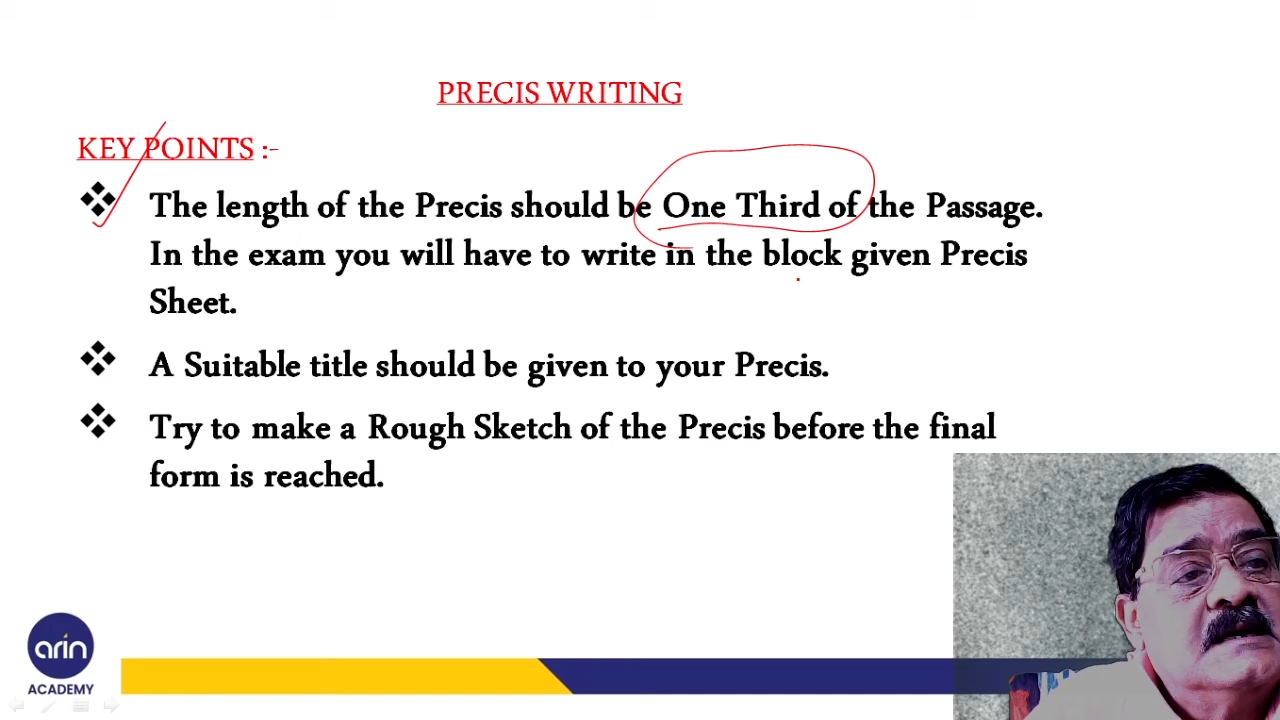 PRECIS WRITING
KEY POINTS :-
The length of the Precis should be One Third of the Passage.
In the exam you will have to write in the block given Precis
Sheet.
A Suitable title should be given to your Precis.
Try to make a Rough Sketch of the Precis before the final
form is reached.
arin
ACADEMY